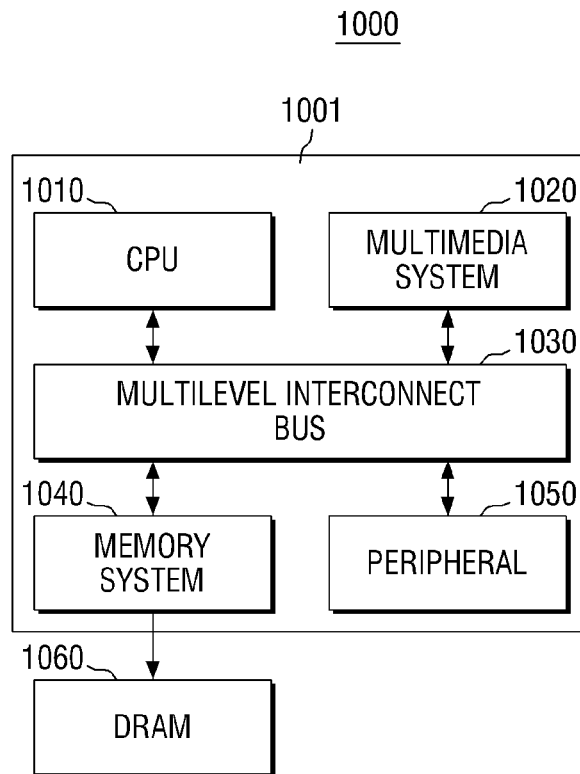 1000
1001
1010
CPU
1020
MULTIMEDIA
SYSTEM
1030
MULTILEVEL INTERCONNECT
BUS
1040
MEMORY
SYSTEM
1050
PERIPHERAL
1060
DRAM